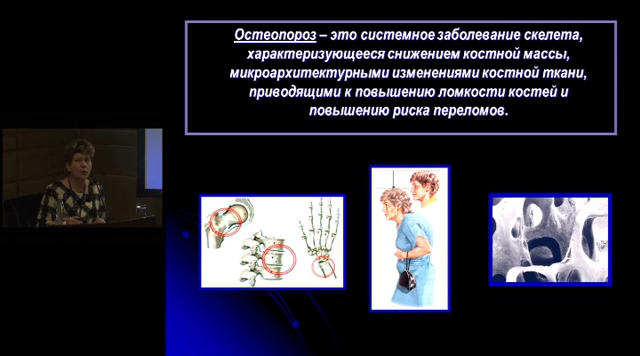 Остеопороз – это системное заболевание скелета,
характеризующееся снижением костной массы,
микроархитектурными изменениями костной ткани,
приводящими к повышению ломкости костей и
повышению риска переломов.